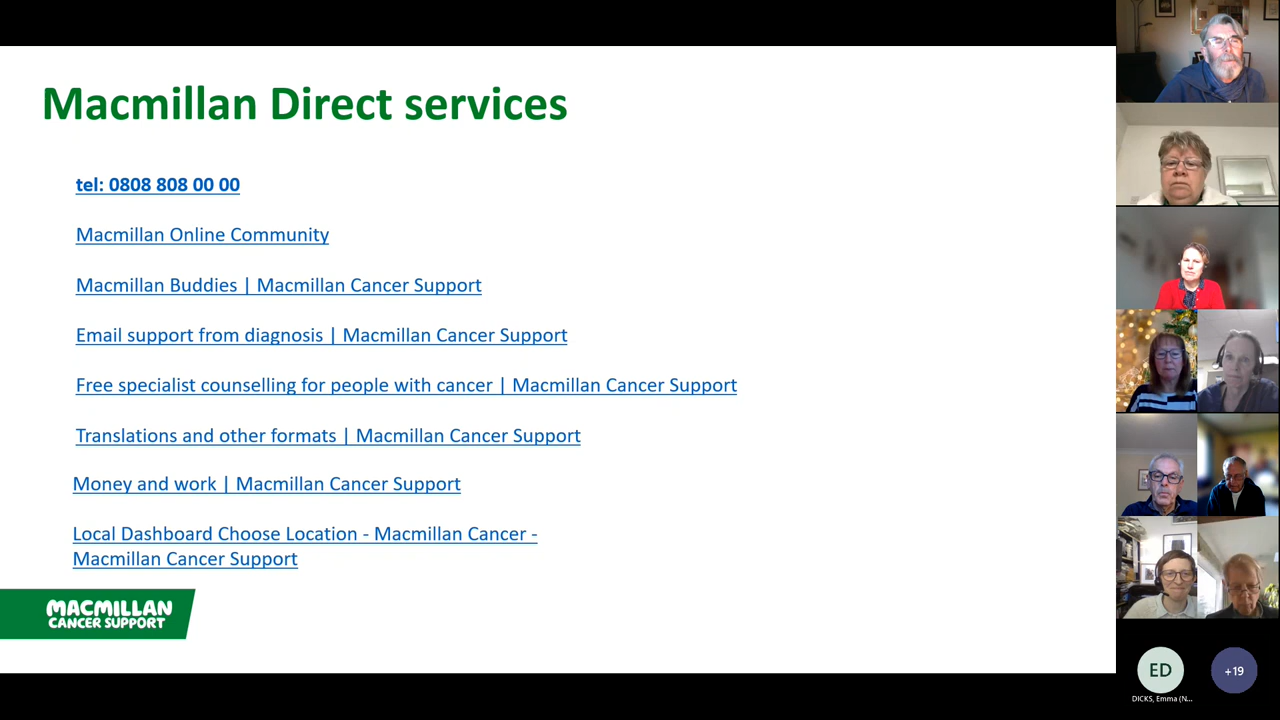 Macmillan Direct services
tel: 0808 808 00 00
Macmillan Online Community
Macmillan Buddies | Macmillan Cancer Support
Email support from diagnosis | Macmillan Cancer Support
Free specialist counselling for people with cancer | Macmillan Cancer Support
Translations and other formats | Macmillan Cancer Support
Money and work | Macmillan Cancer Support
Local Dashboard Choose Location - Macmillan Cancer -
Macmillan Cancer Support
MACMILLAN
CANCER SUPPORT
ED
+19
DICKS, Emma (N...